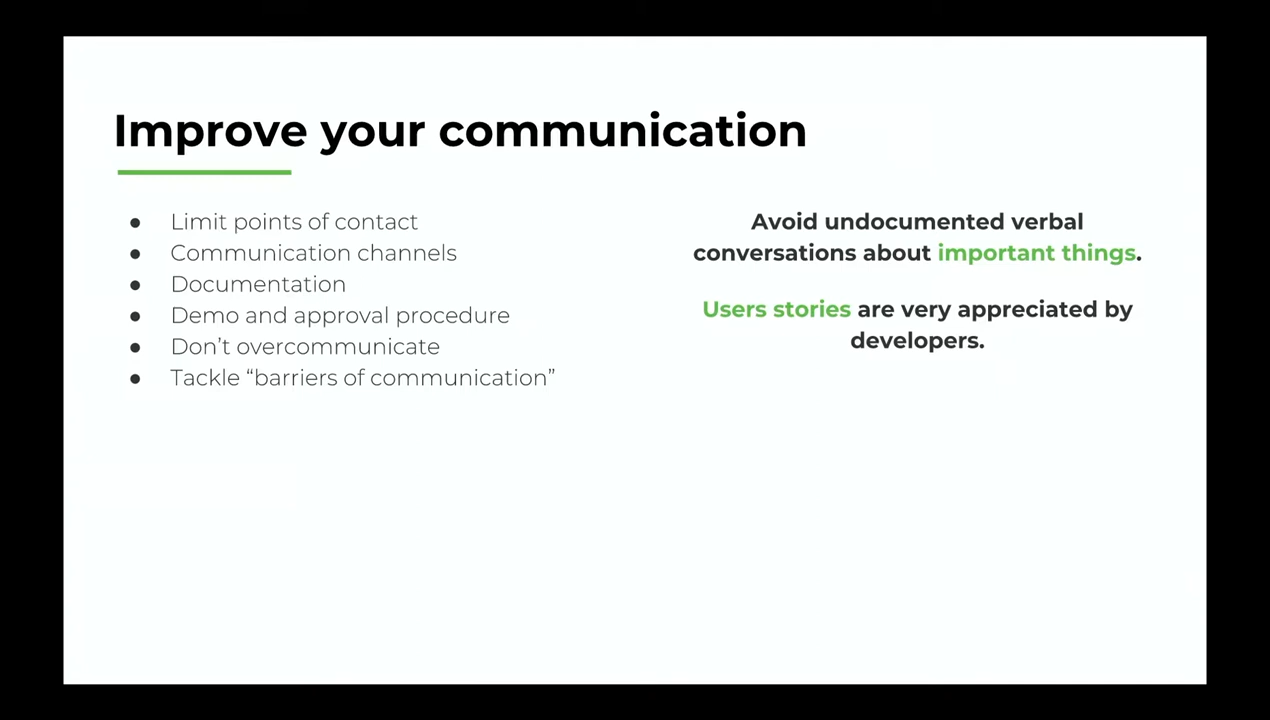 Improve your communication
● Limit points of contact
● Communication channels
● Documentation
● Demo and approval procedure
● Don’t overcommunicate
● Tackle “barriers of communication”
Avoid undocumented verbal
conversations about important things.
Users stories are very appreciated by
developers.